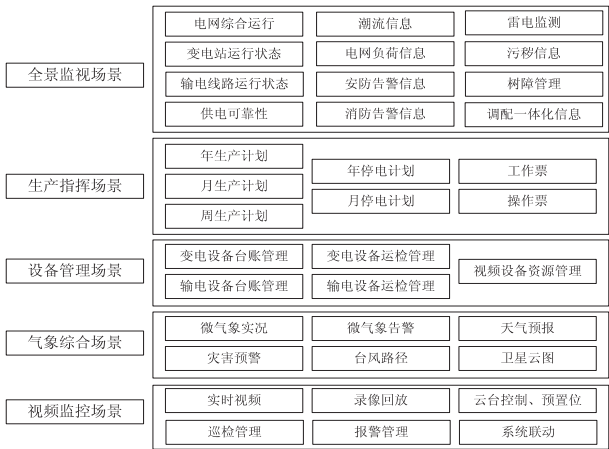 全景监视场景
电网综合运行 潮流信息 雷电监测
变电站运行状态 电网负荷信息 污秽信息
输电线路运行状态 安防告警信息 树障管理
供电可靠性 消防告警信息 调配一体化信息
生产指挥场景
年生产计划
月生产计划
周生产计划
年停电计划 工作票
月停电计划 操作票
设备管理场景
变电设备台账管理 变电设备运检管理
输电设备台账管理 输电设备运检管理
视频设备资源管理
气象综合场景
微气象实况 微气象告警 天气预报
灾害预警 台风路径 卫星云图
视频监控场景
实时视频 录像回放 云台控制、预置位
巡检管理 报警管理 系统联动